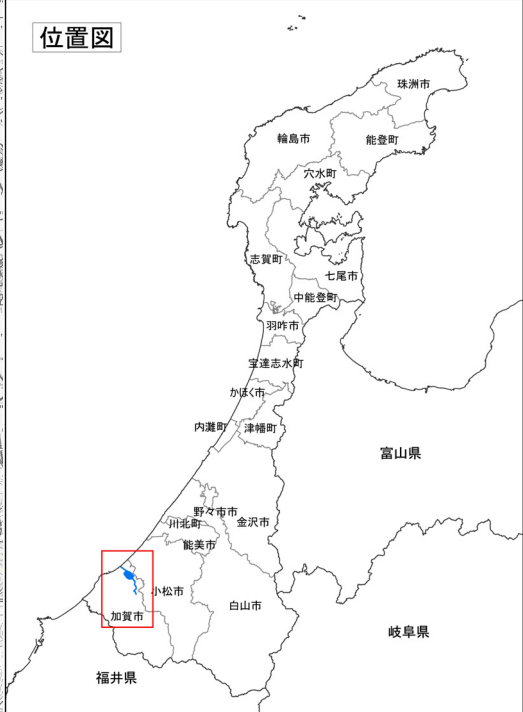 位置図
珠洲市
輪島市
能登町
穴水町
志賀町
七尾市
中能登町
羽咋市
宝達志水町
かほく市
内灘町
津幡町
富山県
野々市市
川北町
金沢市
能美市
小松市
白山市
加賀市
岐阜県
福井県